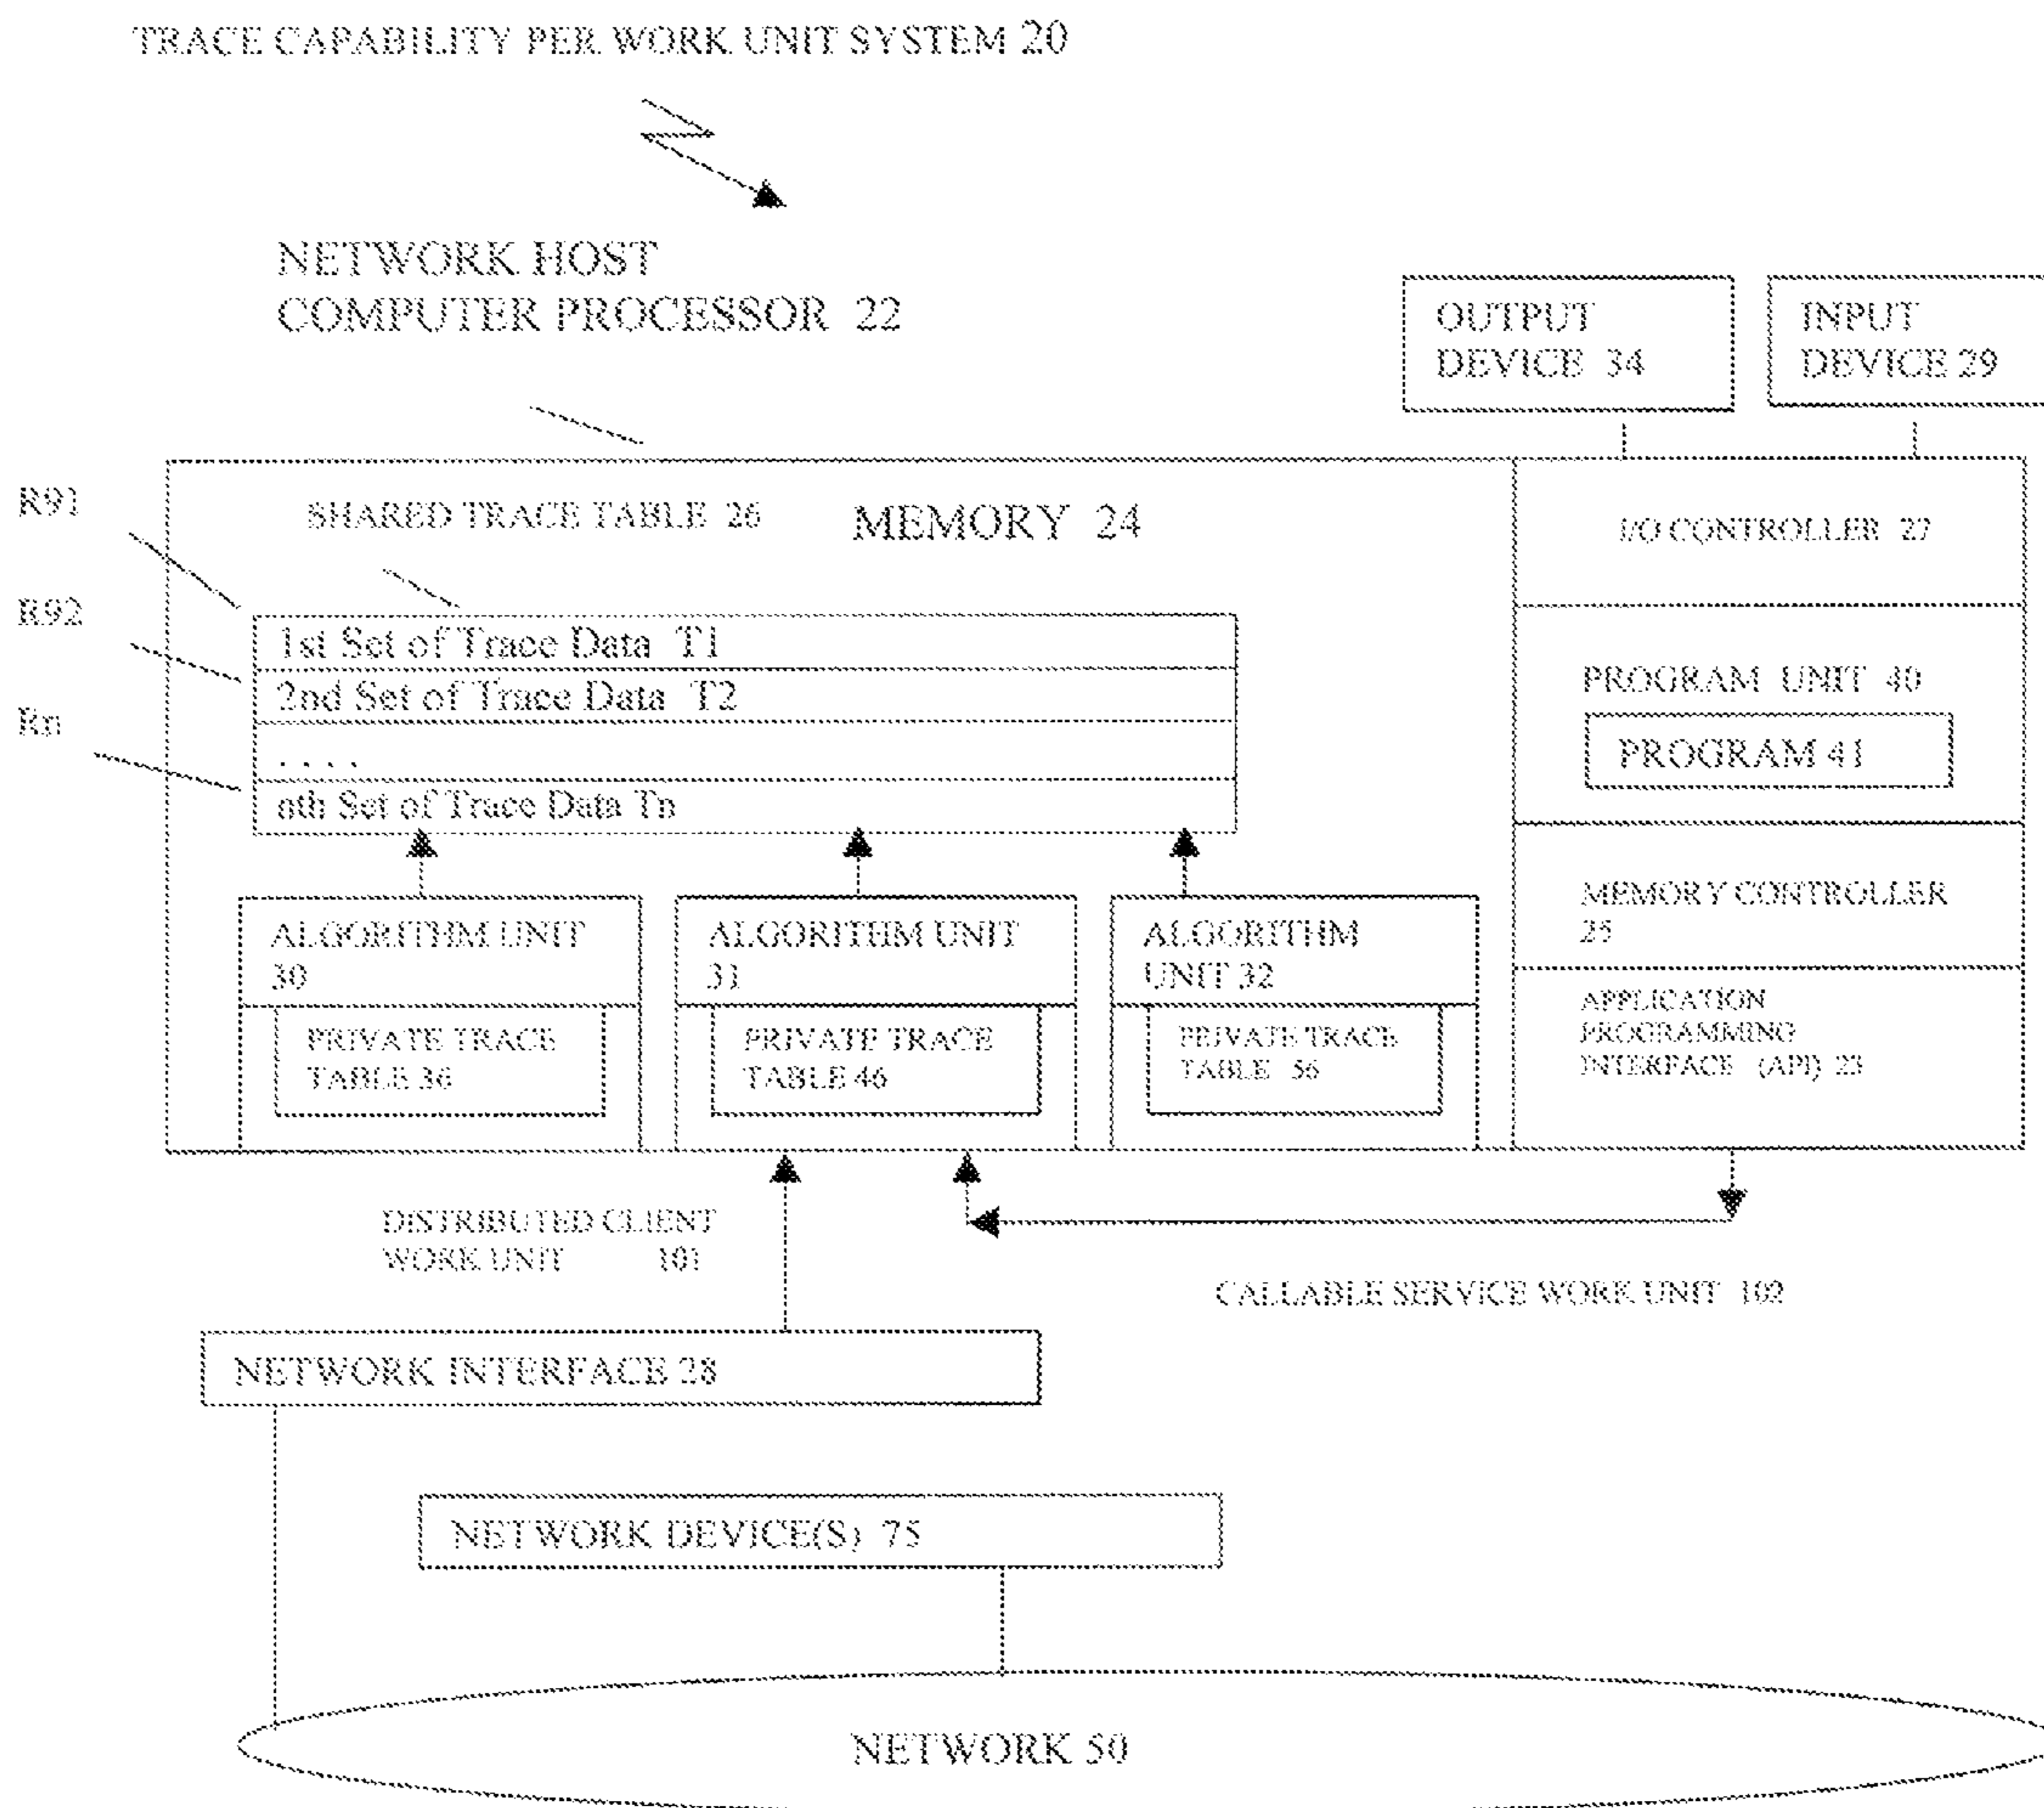 TRACE CAPABILITY PER WORK UNIT SYSTEM 20
NETWORK HOST
COMPUTER PROCESSOR 22
OUTPUT
DEVICE 34
INPUT
DEVICE 29
R91
R92
Rn
SHARED TRACE TABLE 26
MEMORY 24
1st Set of Trace Data T1
2nd Set of Trace Data T2
. . . .
nth Set of Trace Data Tn
I/O CONTROLLER 27
PROGRAM UNIT 40
PROGRAM 41
MEMORY CONTROLLER
25
APPLICATION
PROGRAMMING
INTERFACE (API) 23
ALGORITHM UNIT
30
PRIVATE TRACE
TABLE 36
ALGORITHM UNIT
31
PRIVATE TRACE
TABLE 46
ALGORITHM
UNIT 32
PRIVATE TRACE
TABLE 56
DISTRIBUTED CLIENT
WORK UNIT 101
CALLABLE SERVICE WORK UNIT 102
NETWORK INTERFACE 28
NETWORK DEVICE(S) 75
NETWORK 50